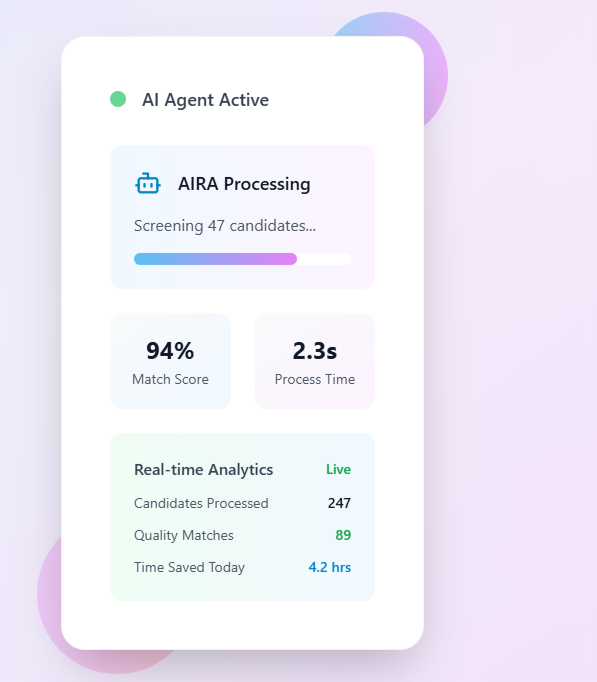 AI Agent Active
AIRA Processing
Screening 47 candidates...
94%
Match Score
2.3s
Process Time
Real-time Analytics Live
Candidates Processed 247
Quality Matches 89
Time Saved Today 4.2 hrs